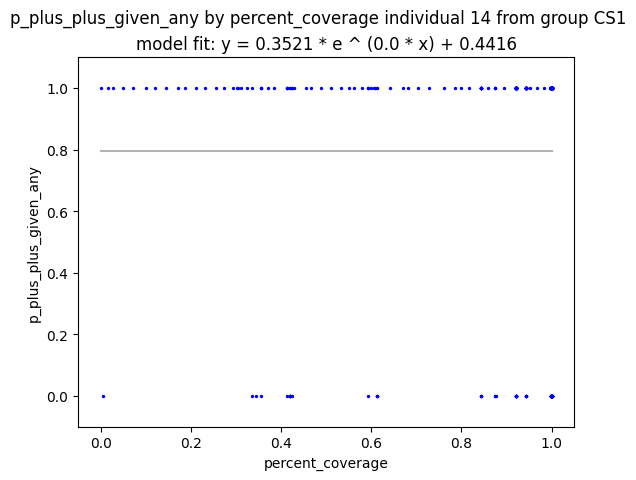 p_plus_plus_given_any by percent_coverage individual 14 from group CS1
model fit: y = 0.3521 * e ^ (0.0 * x) + 0.4416
1.0
0.8
0.6
0.4
0.2
0.0
p_plus_plus_given_any
0.0 0.2 0.4 0.6 0.8 1.0
percent_coverage